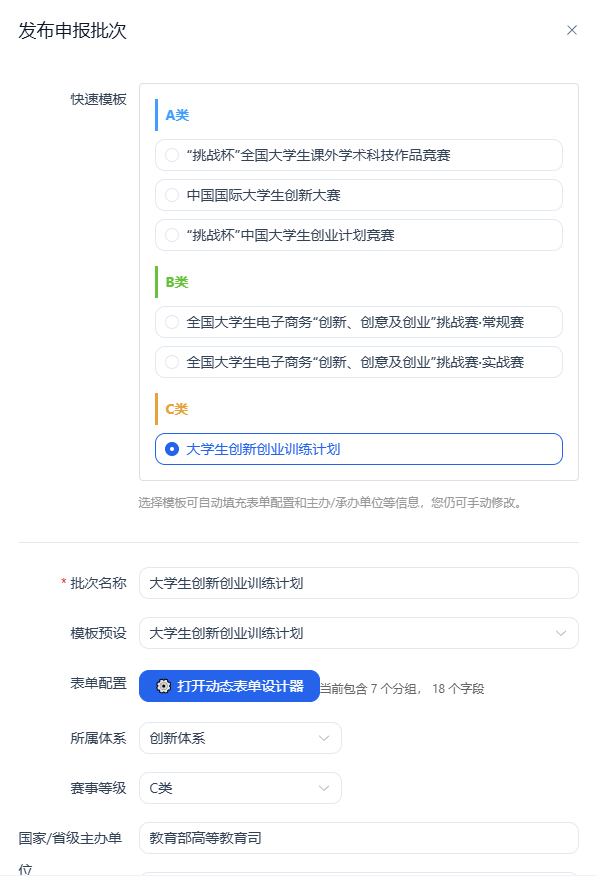 发布申报批次
快速模板
A类
“挑战杯”全国大学生课外学术科技作品竞赛
中国国际大学生创新大赛
“挑战杯”中国大学生创业计划竞赛
B类
全国大学生电子商务“创新、创意及创业”挑战赛·常规赛
全国大学生电子商务“创新、创意及创业”挑战赛·实战赛
C类
大学生创新创业训练计划
选择模板可自动填充表单配置和主办/承办单位等信息，您仍可手动修改。
* 批次名称 大学生创新创业训练计划
模板预设 大学生创新创业训练计划
表单配置 打开动态表单设计器 当前包含 7 个分组， 18 个字段
所属体系 创新体系
赛事等级 C类
国家/省级主办单 教育部高等教育司
位